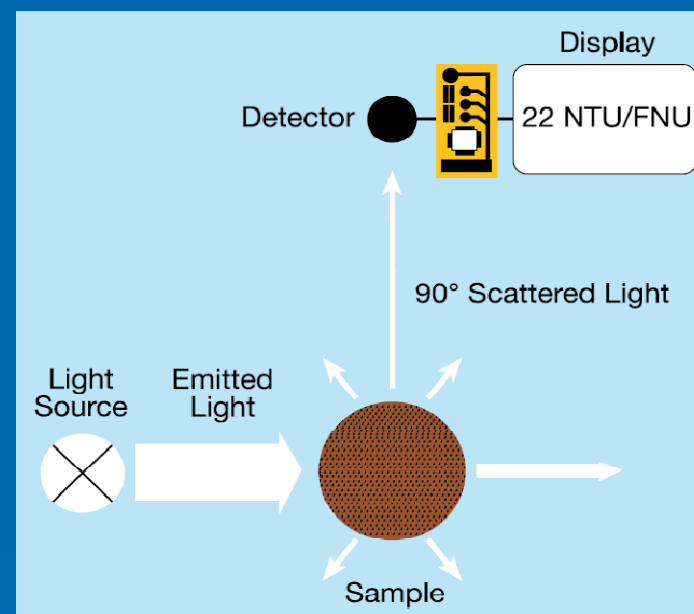 Display
Detector
22 NTU/FNU
90° Scattered Light
Light
Source
Emitted
Light
Sample